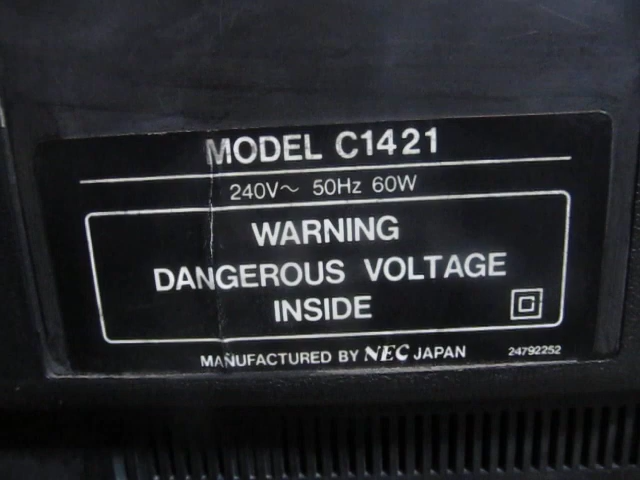 MODEL C1421
240V~ 50Hz 60W
WARNING
DANGEROUS VOLTAGE
INSIDE
MANUFACTURED BY NEC JAPAN
24792252